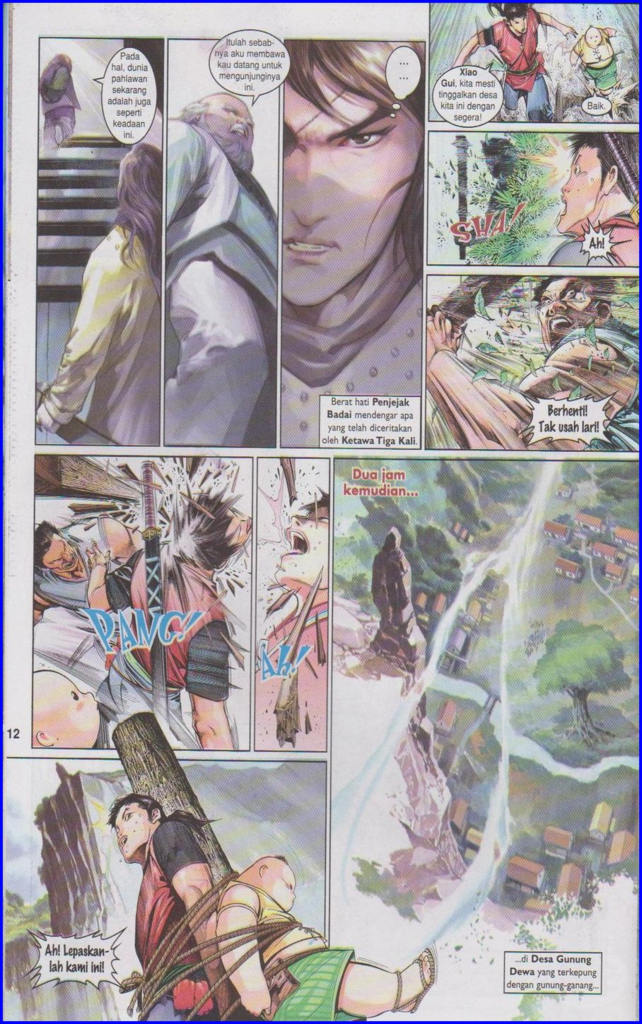 Pada
hal, dunia
pahlawan
sekarang
adalah juga
seperti
keadaan
ini.
Itulah sebab-
nya aku membawa
kau datang untuk
mengunjunginya
ini.
...
...
Berat hati Penjejak
Badai mendengar apa
yang telah diceritakan
oleh Ketawa Tiga Kali.
Xiao
Gui, kita mesti
tinggalkan desa
kita ini dengan
segera!
Baik.
SHA!
Ah!
Berhenti!
Tak usah lari!
PANG!
Ah!
Dua jam
kemudian...
...di Desa Gunung
Dewa yang terkepung
dengan gunung-ganang...
Ah! Lepaskan-
lah kami ini!
12